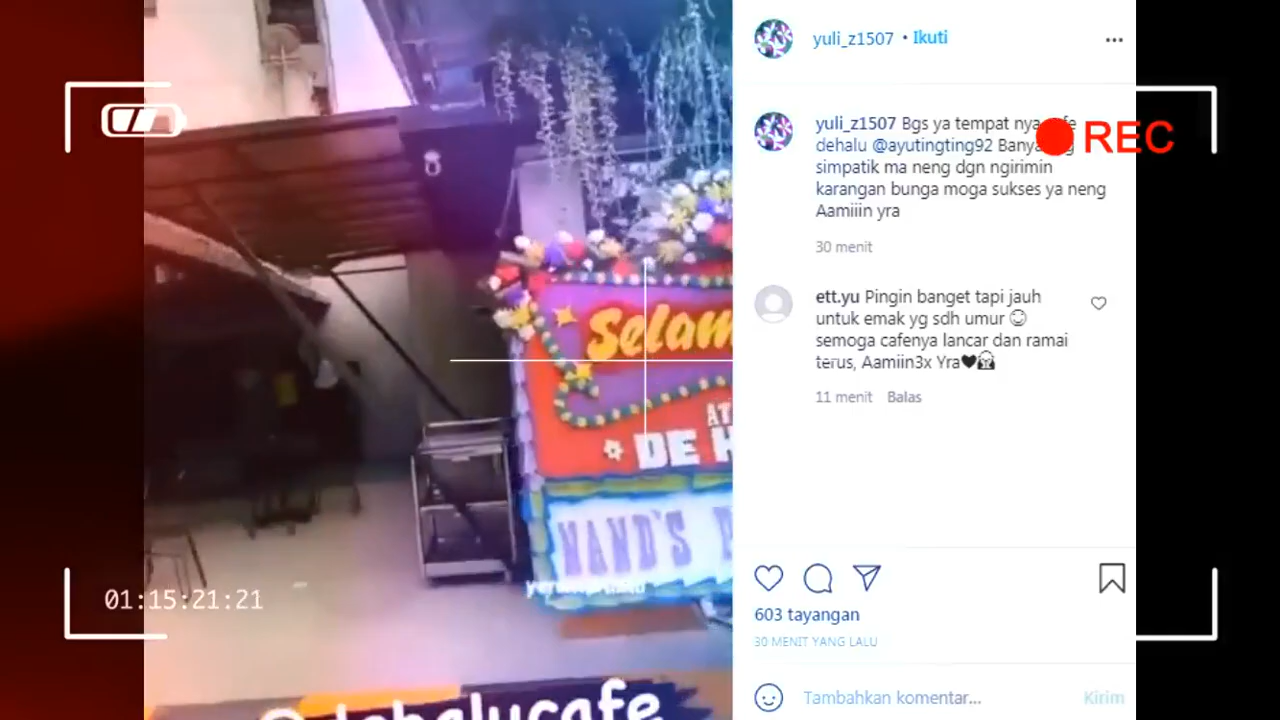 yuli_z1507 • Ikuti
yuli_z1507 Bgs ya tempat nya
dehalu @ayutingting92
simpatik ma neng dgn ngirimin
karangan bunga moga sukses ya neng
Aamiiin yra
30 menit
REC
ett.yu Pingin banget tapi jauh
untuk emak yg sdh umur
semoga cafenya lancar dan ramai
terus, Aamiin3x Yra
11 menit Balas
Selam
DE H
HAND'S
01:15:21:21
603 tayangan
30 MENIT YANG LALU
Tambahkan komentar... Kirim